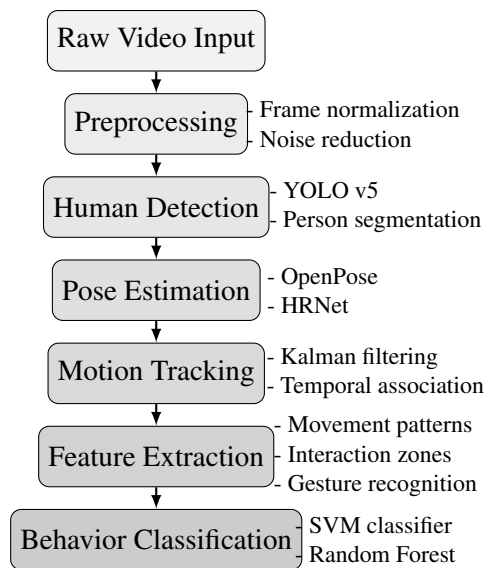 Raw Video Input
Preprocessing
- Frame normalization
- Noise reduction
Human Detection
- YOLO v5
- Person segmentation
Pose Estimation
- OpenPose
- HRNet
Motion Tracking
- Kalman filtering
- Temporal association
Feature Extraction
- Movement patterns
- Interaction zones
- Gesture recognition
Behavior Classification
- SVM classifier
- Random Forest